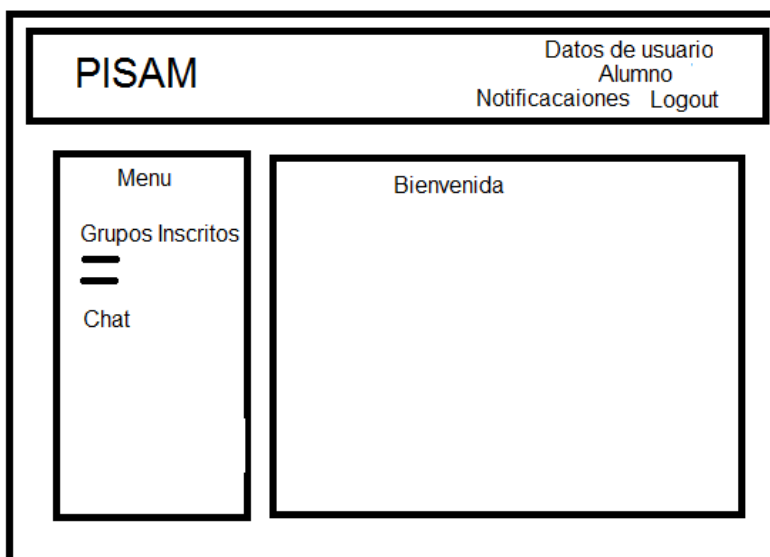 PISAM
Datos de usuario
Alumno
Notificacaiones Logout
Menu
Grupos Inscritos
Chat
Bienvenida